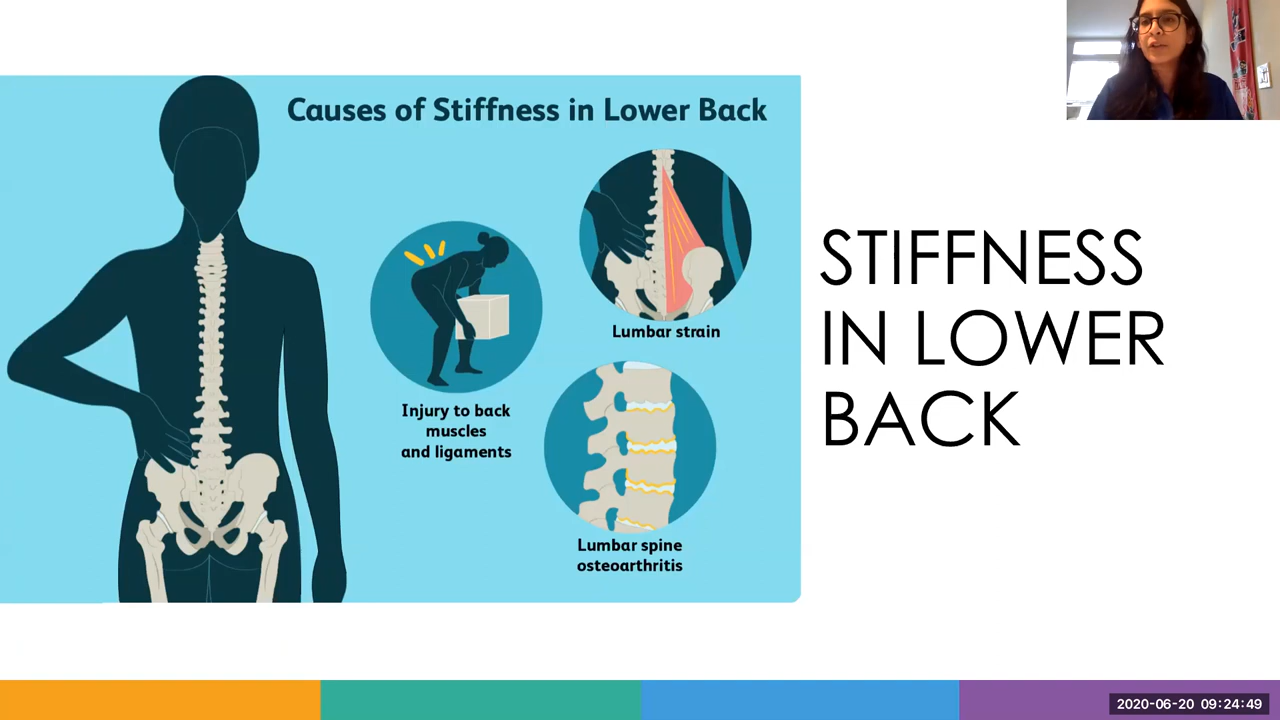 Causes of Stiffness in Lower Back
Lumbar strain
Injury to back
muscles
and ligaments
Lumbar spine
osteoarthritis
STIFFNESS
IN LOWER
BACK
2020-06-20 09:24:49